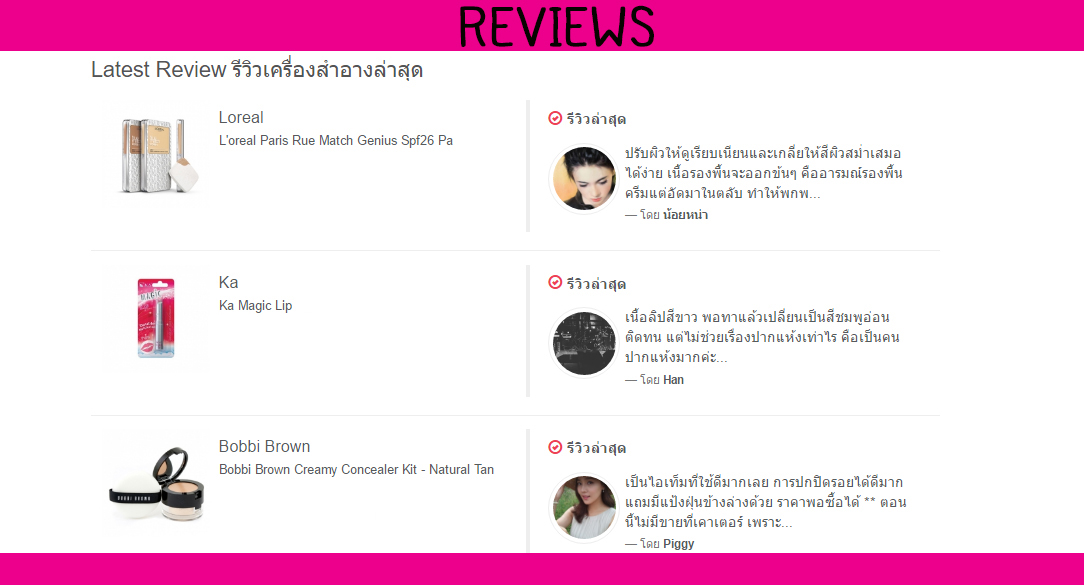 REVIEWS
Latest Review รีวิวเครื่องสำอางล่าสุด
Loreal
L'oreal Paris Rue Match Genius Spf26 Pa
รีวิวล่าสุด
ปรับผิวให้ดูเรียบเนียนและเกลี่ยให้สีผิวสม่ำเสมอ
ได้ง่าย เนื้อรองพื้นจะออกข้นๆ คืออารมณ์รองพื้น
ครีมแต่อัดมาในตลับ ทำให้พกพ...
— โดย น้อยหน่า
Ka
Ka Magic Lip
MAGIC
รีวิวล่าสุด
เนื้อลิปสีขาว พอทาแล้วเปลี่ยนเป็นสีชมพูอ่อน
ติดทน แต่ไม่ช่วยเรื่องปากแห้งเท่าไร คือเป็นคน
ปากแห้งมากค่ะ...
— โดย Han
Bobbi Brown
Bobbi Brown Creamy Concealer Kit - Natural Tan
BOBBI BROWN
รีวิวล่าสุด
เป็นไอเท็มที่ใช้ดีมากเลย การปกปิดรอยได้ดีมาก
แถมมีแป้งฝุ่นข้างล่างด้วย ราคาพอซื้อได้ ** ตอน
นี้ไม่มีขายที่เคาเตอร์ เพราะ...
— โดย Piggy